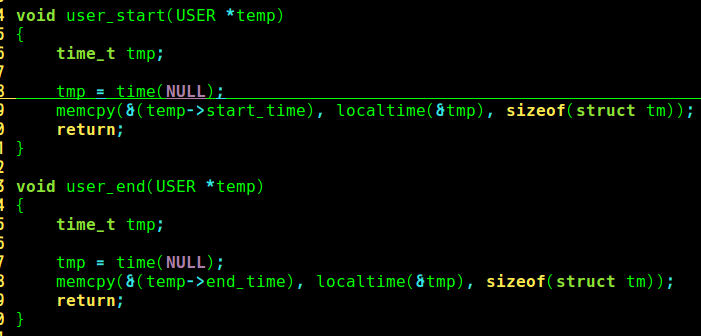 4 void user_start(USER *temp)
5 {
6     time_t tmp;
7
8     tmp = time(NULL);
9     memcpy(&(temp->start_time), localtime(&tmp), sizeof(struct tm));
0     return;
1 }
2
3 void user_end(USER *temp)
4 {
5     time_t tmp;
6
7     tmp = time(NULL);
8     memcpy(&(temp->end_time), localtime(&tmp), sizeof(struct tm));
9     return;
0 }